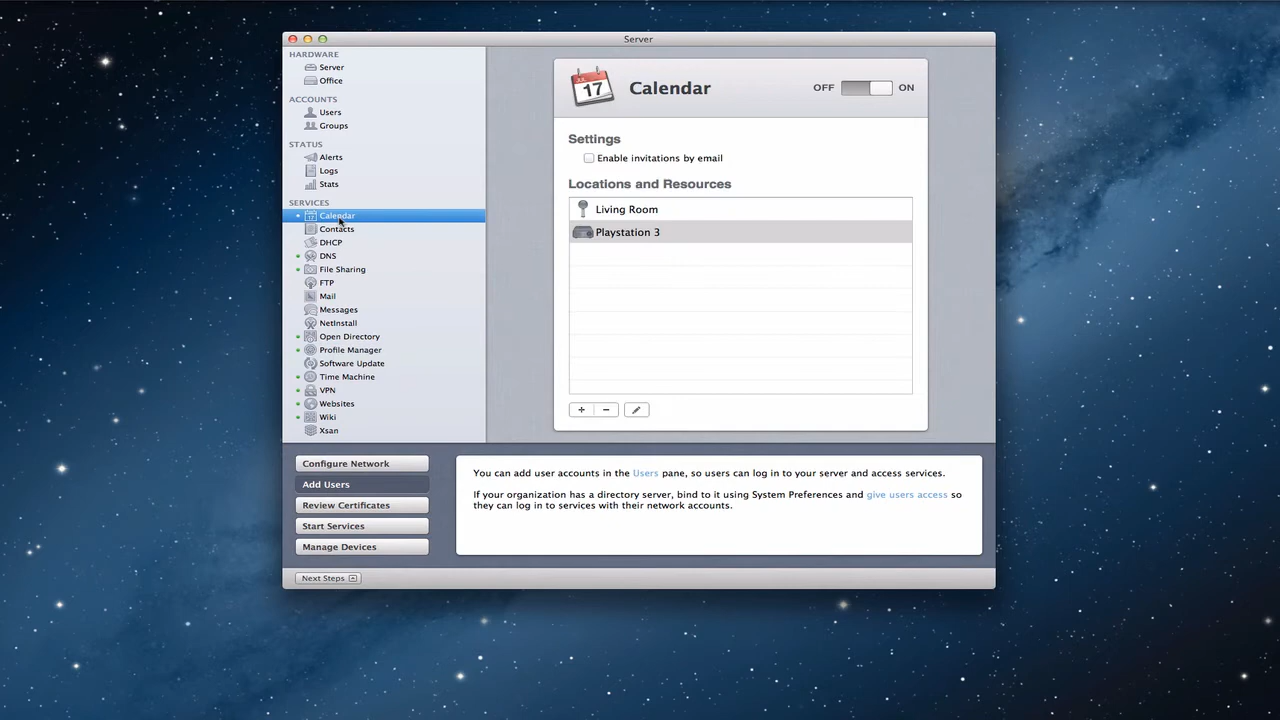 Server
HARDWARE
Server
Office
ACCOUNTS
Users
Groups
STATUS
Alerts
Logs
Stats
SERVICES
Calendar
Contacts
DHCP
DNS
File Sharing
FTP
Mail
Messages
NetInstall
Open Directory
Profile Manager
Software Update
Time Machine
VPN
Websites
Wiki
Xsan
17
Calendar
OFF
ON
Settings
Enable invitations by email
Locations and Resources
Living Room
Playstation 3
Configure Network
Add Users
Review Certificates
Start Services
Manage Devices
You can add user accounts in the Users pane, so users can log in to your server and access services.
If your organization has a directory server, bind to it using System Preferences and give users access so
they can log in to services with their network accounts.
Next Steps